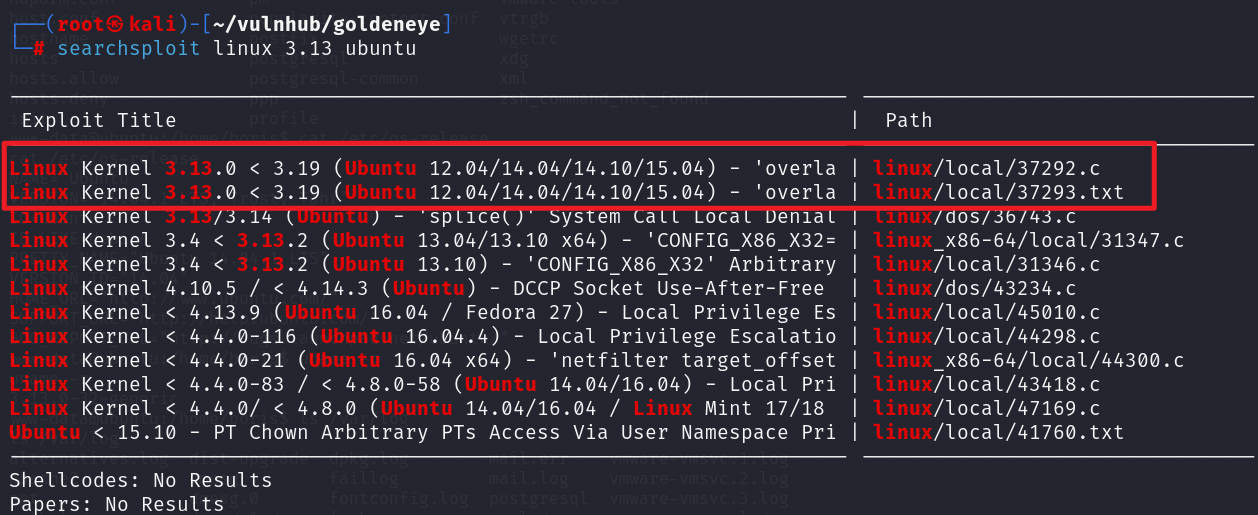 (root㉿kali)-[~/vulnhub/goldeneye]
# searchsploit linux 3.13 ubuntu
Exploit Title | Path
Linux Kernel 3.13.0 < 3.19 (Ubuntu 12.04/14.04/14.10/15.04) - 'overla | linux/local/37292.c
Linux Kernel 3.13.0 < 3.19 (Ubuntu 12.04/14.04/14.10/15.04) - 'overla | linux/local/37293.txt
Linux Kernel 3.13/3.14 (Ubuntu) - 'splice()' System Call Local Denial | linux/dos/36743.c
Linux Kernel 3.4 < 3.13.2 (Ubuntu 13.04/13.10 x64) - 'CONFIG_X86_X32= | linux_x86-64/local/31347.c
Linux Kernel 3.4 < 3.13.2 (Ubuntu 13.10) - 'CONFIG_X86_X32' Arbitrary | linux/local/31346.c
Linux Kernel 4.10.5 / < 4.14.3 (Ubuntu) - DCCP Socket Use-After-Free | linux/dos/43234.c
Linux Kernel < 4.13.9 (Ubuntu 16.04 / Fedora 27) - Local Privilege Es | linux/local/45010.c
Linux Kernel < 4.4.0-116 (Ubuntu 16.04.4) - Local Privilege Escalatio | linux/local/44298.c
Linux Kernel < 4.4.0-21 (Ubuntu 16.04 x64) - 'netfilter target_offset | linux_x86-64/local/44300.c
Linux Kernel < 4.4.0-83 / < 4.8.0-58 (Ubuntu 14.04/16.04) - Local Pri | linux/local/43418.c
Linux Kernel < 4.4.0/ < 4.8.0 (Ubuntu 14.04/16.04 / Linux Mint 17/18 | linux/local/47169.c
Ubuntu < 15.10 - PT Chown Arbitrary PTs Access Via User Namespace Pri | linux/local/41760.txt
Shellcodes: No Results
Papers: No Results